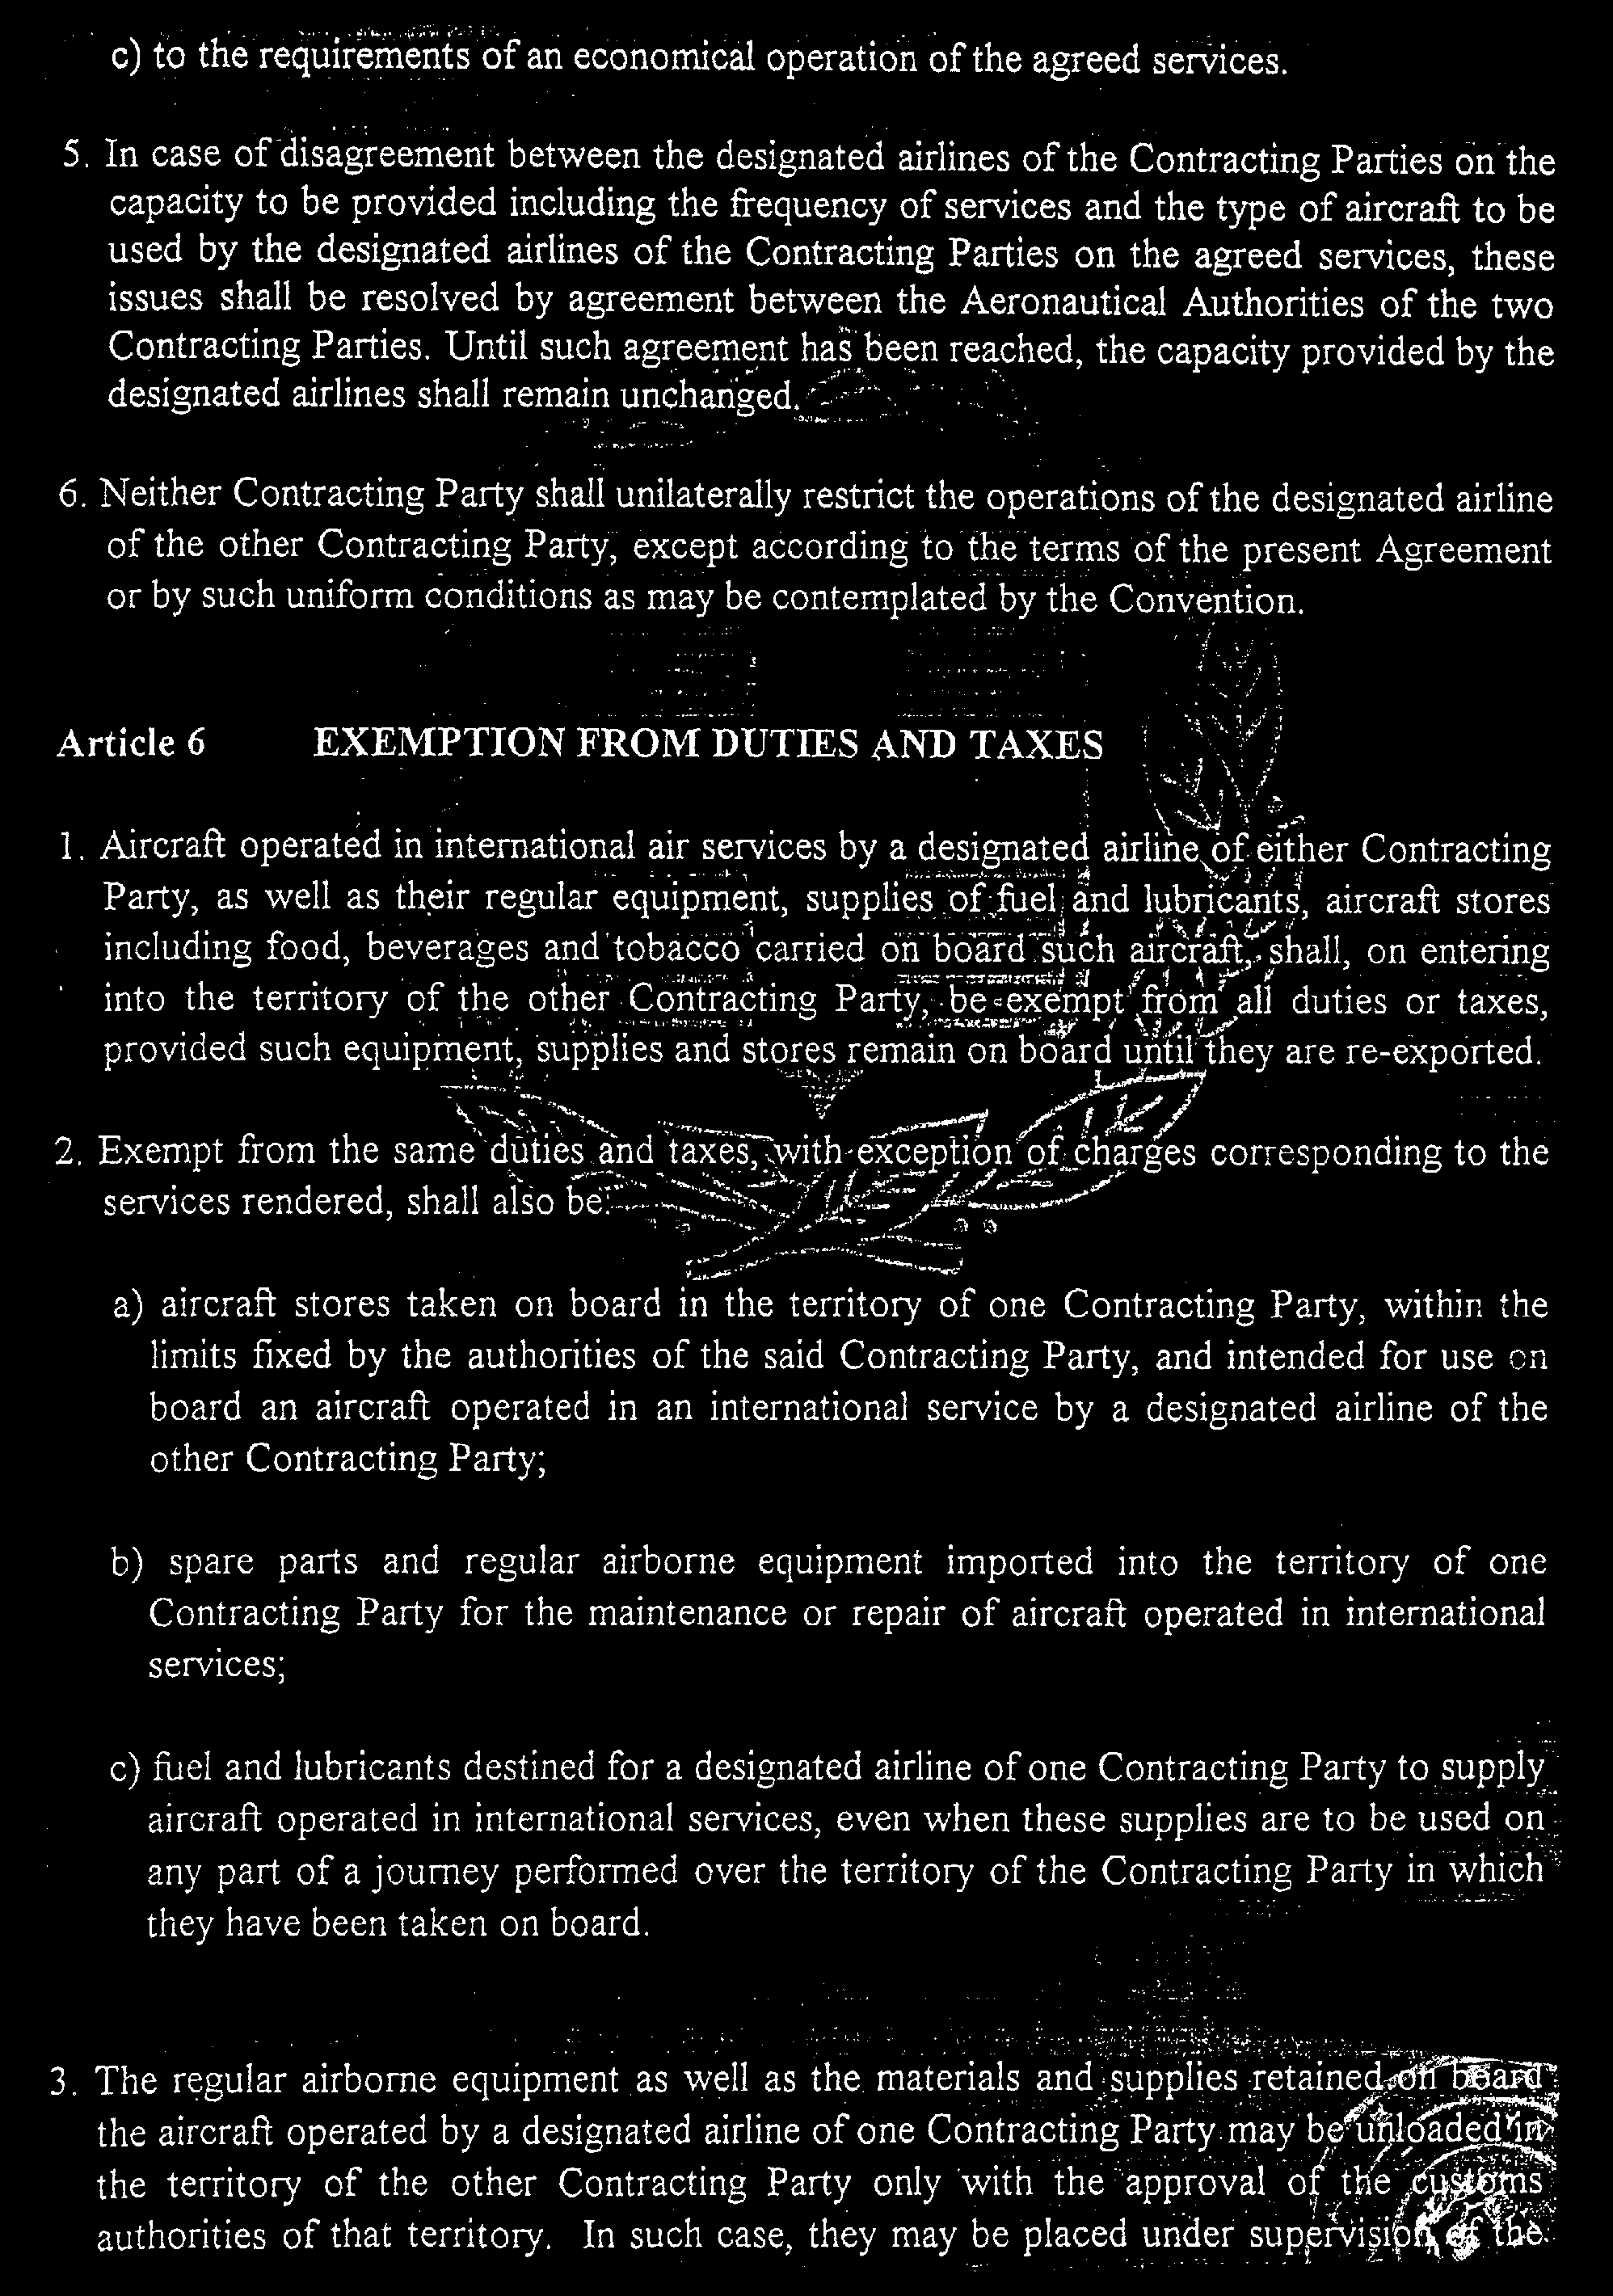 c) to the requirements of an economical operation of the agreed services.
5. In case of disagreement between the designated airlines of the Contracting Parties on the
capacity to be provided including the frequency of services and the type of aircraft to be
used by the designated airlines of the Contracting Parties on the agreed services, these
issues shall be resolved by agreement between the Aeronautical Authorities of the two
Contracting Parties. Until such agreement has been reached, the capacity provided by the
designated airlines shall remain unchanged.
6. Neither Contracting Party shall unilaterally restrict the operations of the designated airline
of the other Contracting Party, except according to the terms of the present Agreement
or by such uniform conditions as may be contemplated by the Convention.
Article 6 EXEMPTION FROM DUTIES AND TAXES
1. Aircraft operated in international air services by a designated airline of either Contracting
Party, as well as their regular equipment, supplies of fuel and lubricants, aircraft stores
including food, beverages and tobacco carried on board such aircraft, shall, on entering
into the territory of the other Contracting Party, be exempt from all duties or taxes,
provided such equipment, supplies and stores remain on board until they are re-exported.
2. Exempt from the same duties and taxes, with exception of charges corresponding to the
services rendered, shall also be:
a) aircraft stores taken on board in the territory of one Contracting Party, within the
limits fixed by the authorities of the said Contracting Party, and intended for use on
board an aircraft operated in an international service by a designated airline of the
other Contracting Party;
b) spare parts and regular airborne equipment imported into the territory of one
Contracting Party for the maintenance or repair of aircraft operated in international
services;
c) fuel and lubricants destined for a designated airline of one Contracting Party to supply
aircraft operated in international services, even when these supplies are to be used on
any part of a journey performed over the territory of the Contracting Party in which
they have been taken on board.
3. The regular airborne equipment as well as the materials and supplies retained on board
the aircraft operated by a designated airline of one Contracting Party may be unloaded in
the territory of the other Contracting Party only with the approval of the customs
authorities of that territory. In such case, they may be placed under supervision of the